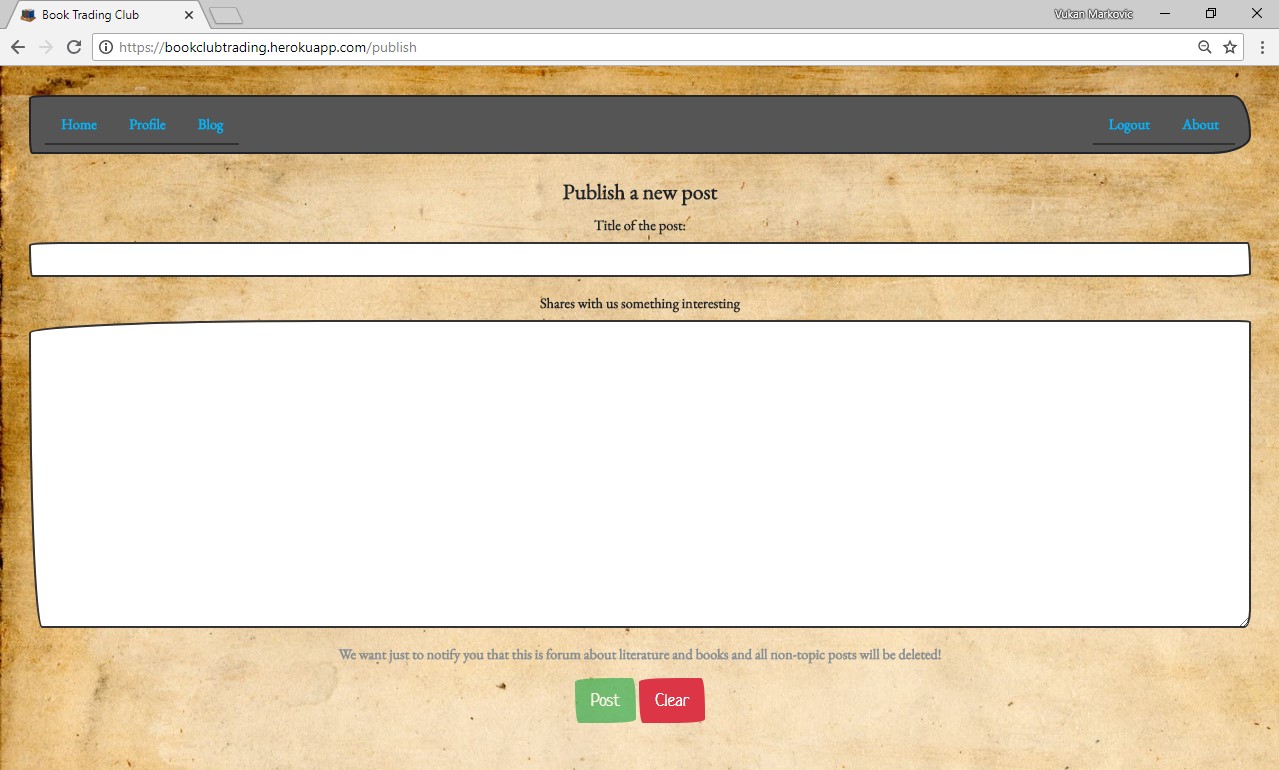 Book Trading Club
Vukan Markovic
https://bookclubtrading.herokuapp.com/publish
Home Profile Blog Logout About
Publish a new post
Title of the post:
Shares with us something interesting
We want just to notify you that this is forum about literature and books and all non-topic posts will be deleted!
Post Clear